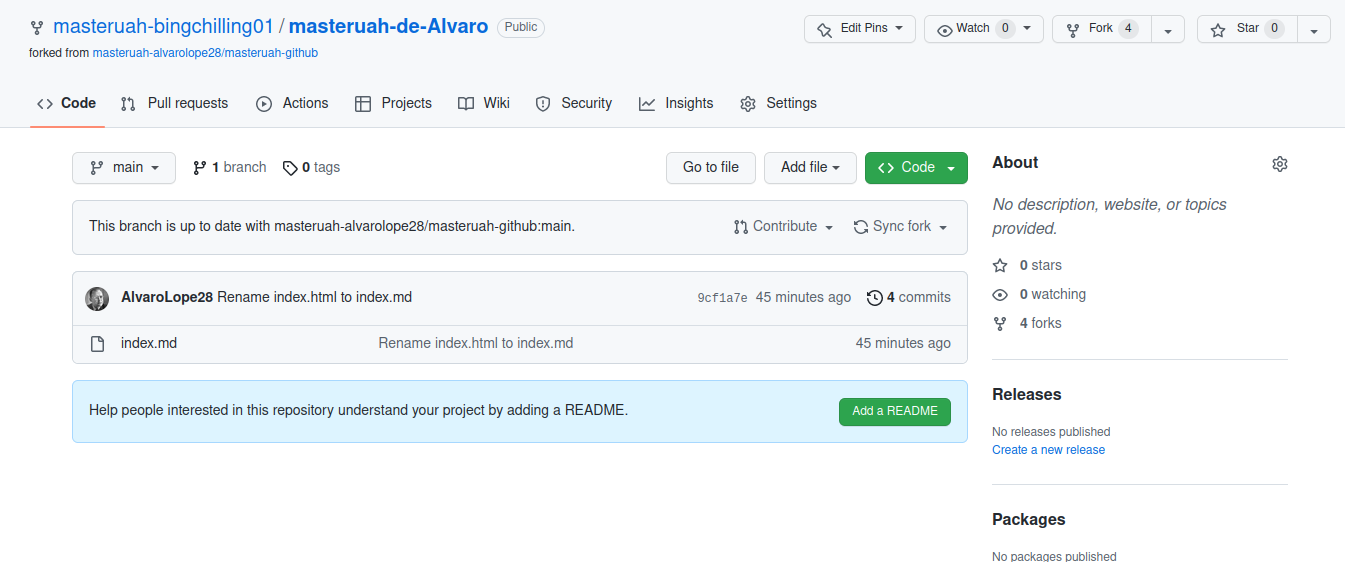 masteruah-bingchilling01 / masteruah-de-Alvaro Public
Edit Pins Watch 0 Fork 4 Star 0
forked from masteruah-alvarolope28/masteruah-github
Code Pull requests Actions Projects Wiki Security Insights Settings
main 1 branch 0 tags Go to file Add file Code
This branch is up to date with masteruah-alvarolope28/masteruah-github:main. Contribute Sync fork
AlvaroLope28 Rename index.html to index.md 9cf1a7e 45 minutes ago 4 commits
index.md Rename index.html to index.md 45 minutes ago
Help people interested in this repository understand your project by adding a README. Add a README
About
No description, website, or topics
provided.
0 stars
0 watching
4 forks
Releases
No releases published
Create a new release
Packages
No packages published